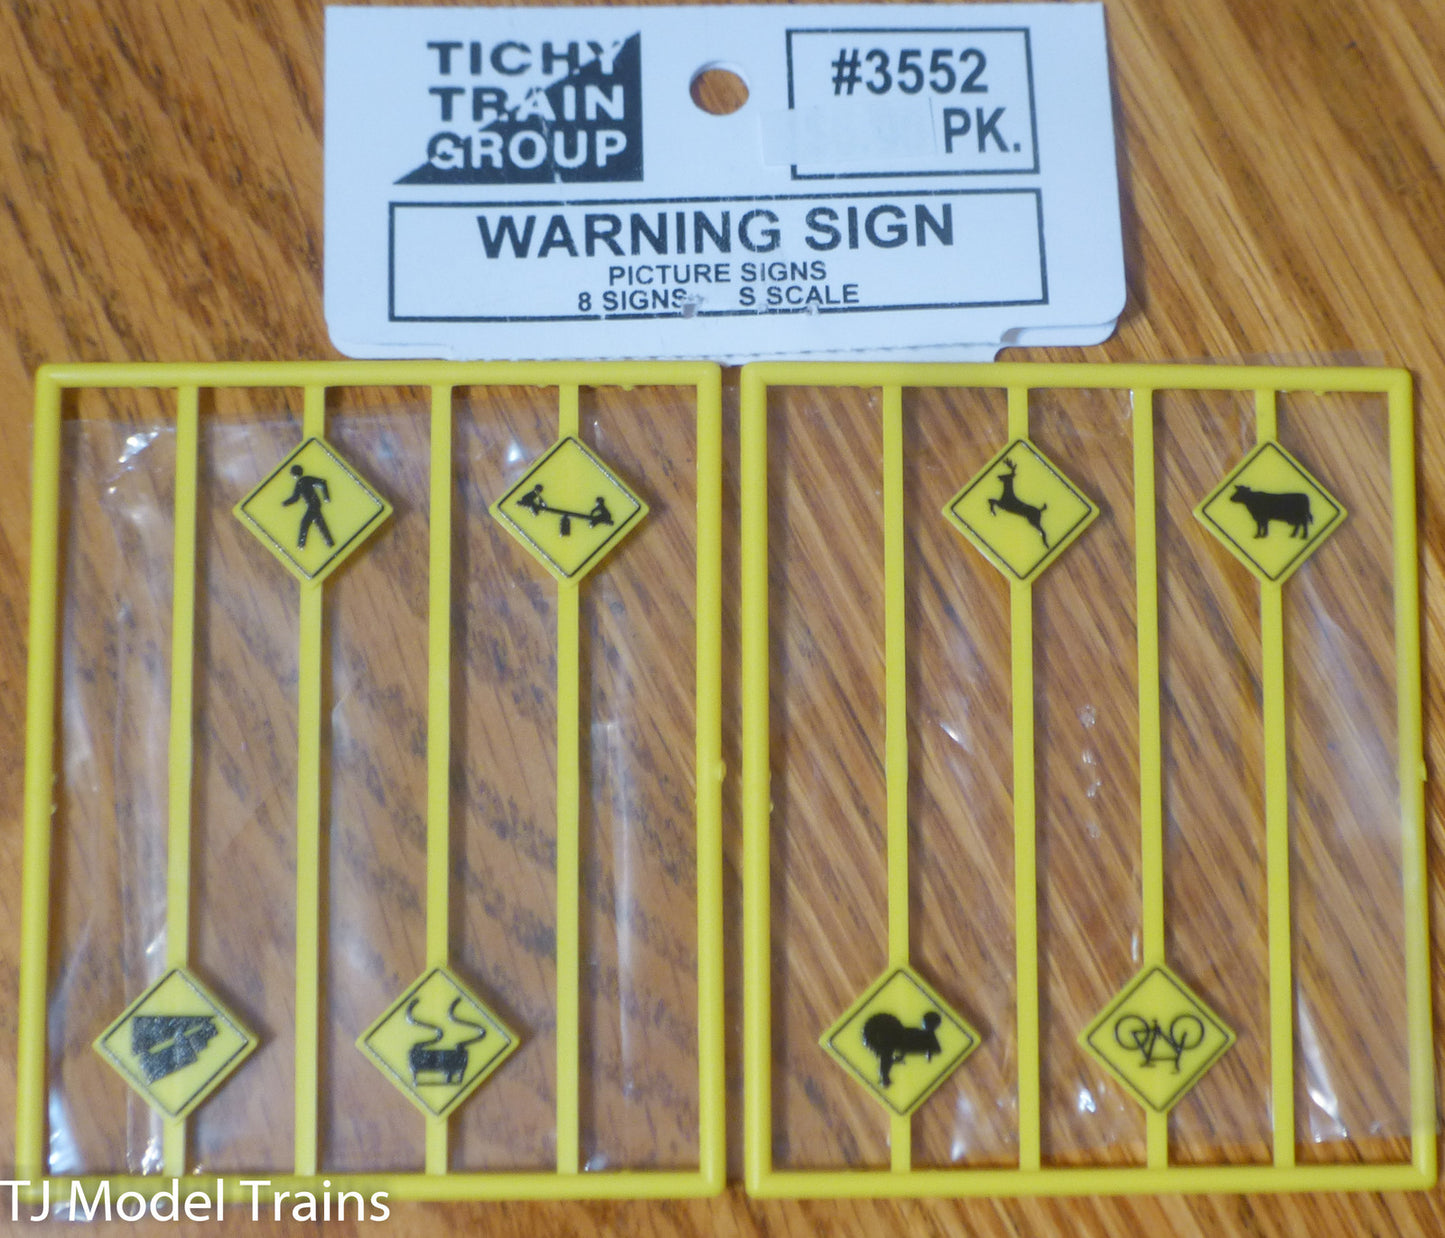 TICHY
TRAIN
GROUP
#3552
PK.
WARNING SIGN
PICTURE SIGNS
8 SIGNS S SCALE
TJ Model Trains